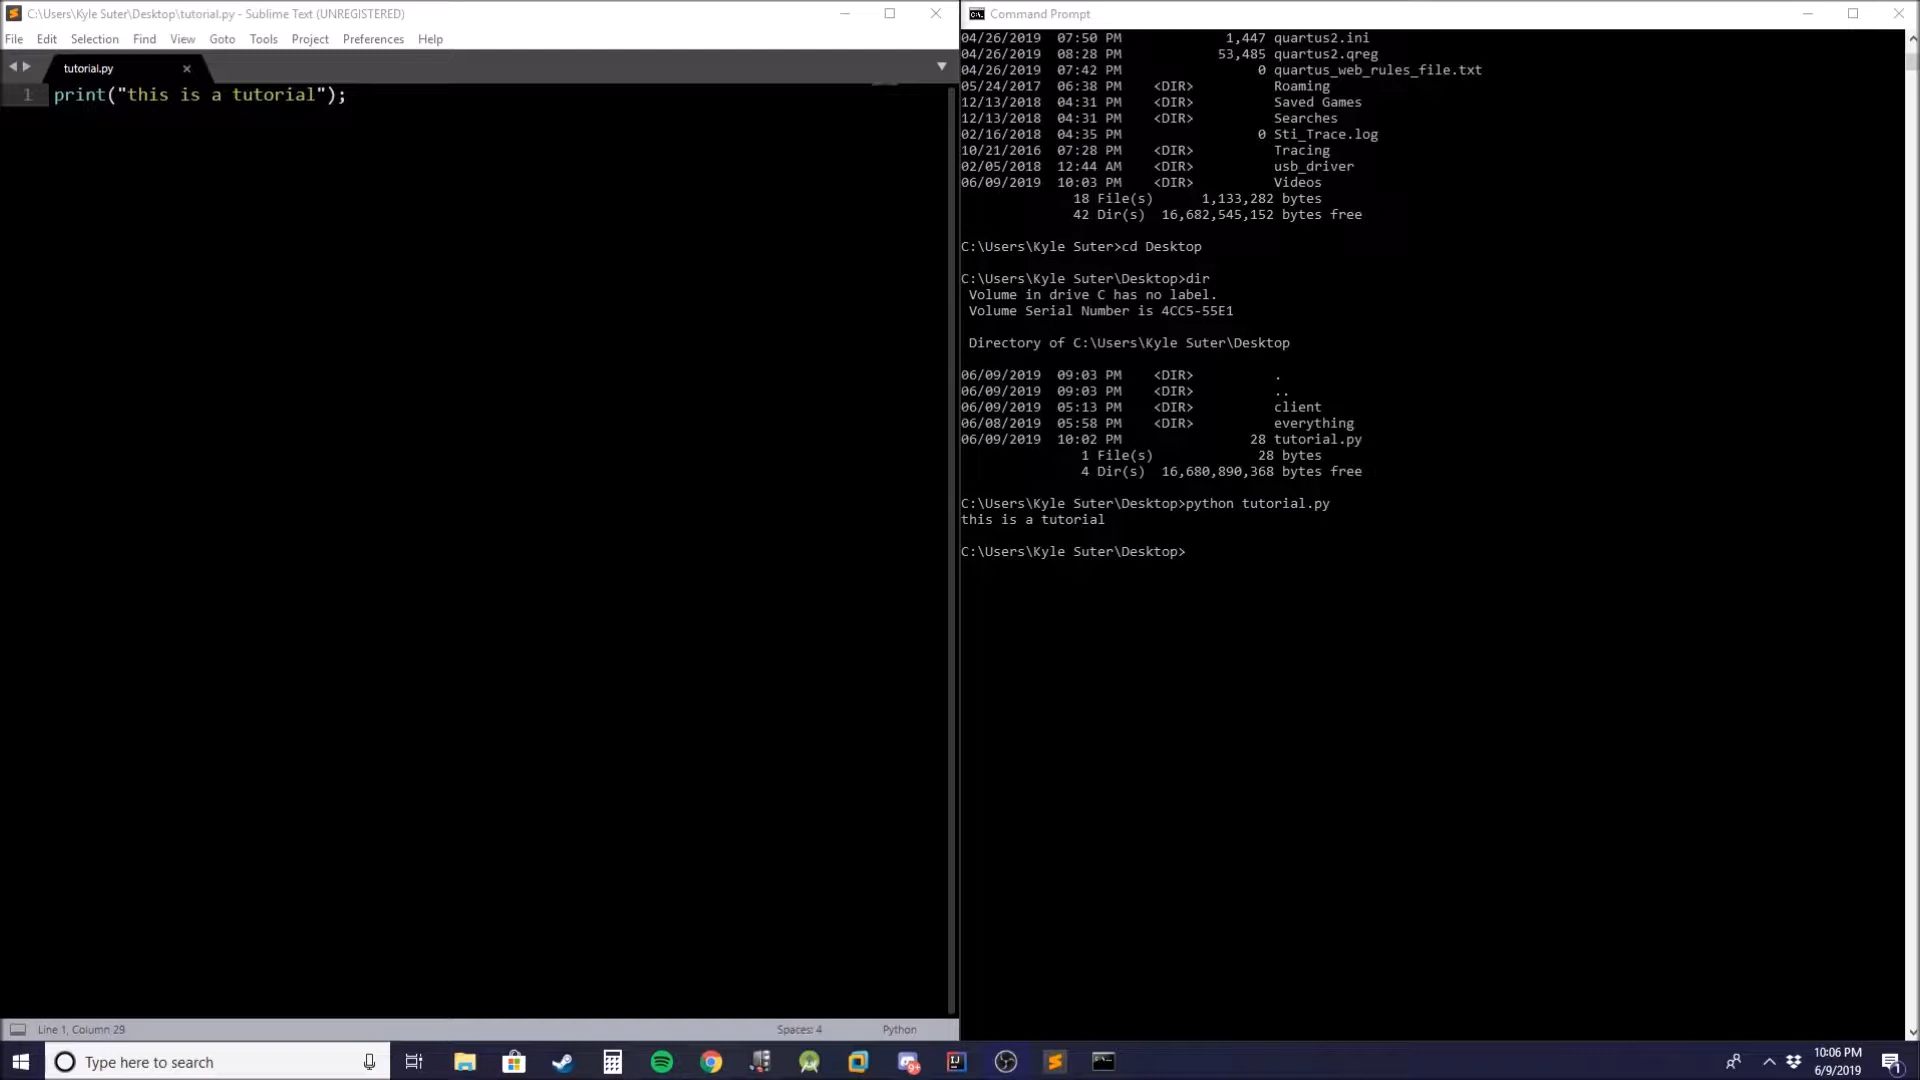 C:\Users\Kyle Suter\Desktop\tutorial.py - Sublime Text (UNREGISTERED)
File Edit Selection Find View Goto Tools Project Preferences Help
tutorial.py
1 print("this is a tutorial");
Line 1, Column 29
Spaces: 4
Python
Command Prompt
04/26/2019 07:50 PM 1,447 quartus2.ini
04/26/2019 08:28 PM 53,485 quartus2.qreg
04/26/2019 07:42 PM 0 quartus_web_rules_file.txt
05/24/2017 06:38 PM <DIR> Roaming
12/13/2018 04:31 PM <DIR> Saved Games
12/13/2018 04:31 PM <DIR> Searches
02/16/2018 04:35 PM 0 Sti_Trace.log
10/21/2016 07:28 PM <DIR> Tracing
02/05/2018 12:44 AM <DIR> usb_driver
06/09/2019 10:03 PM <DIR> Videos
18 File(s) 1,133,282 bytes
42 Dir(s) 16,682,545,152 bytes free
C:\Users\Kyle Suter>cd Desktop
C:\Users\Kyle Suter\Desktop>dir
Volume in drive C has no label.
Volume Serial Number is 4CC5-55E1
Directory of C:\Users\Kyle Suter\Desktop
06/09/2019 09:03 PM <DIR> .
06/09/2019 09:03 PM <DIR> ..
06/09/2019 05:13 PM <DIR> client
06/08/2019 05:58 PM <DIR> everything
06/09/2019 10:02 PM 28 tutorial.py
1 File(s) 28 bytes
4 Dir(s) 16,680,890,368 bytes free
C:\Users\Kyle Suter\Desktop>python tutorial.py
this is a tutorial
C:\Users\Kyle Suter\Desktop>
Type here to search
10:06 PM
6/9/2019